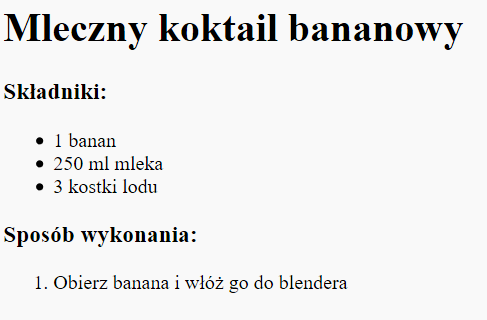 Mleczny koktail bananowy
Składniki:
• 1 banan
• 250 ml mleka
• 3 kostki lodu
Sposób wykonania:
1. Obierz banana i włóż go do blendera